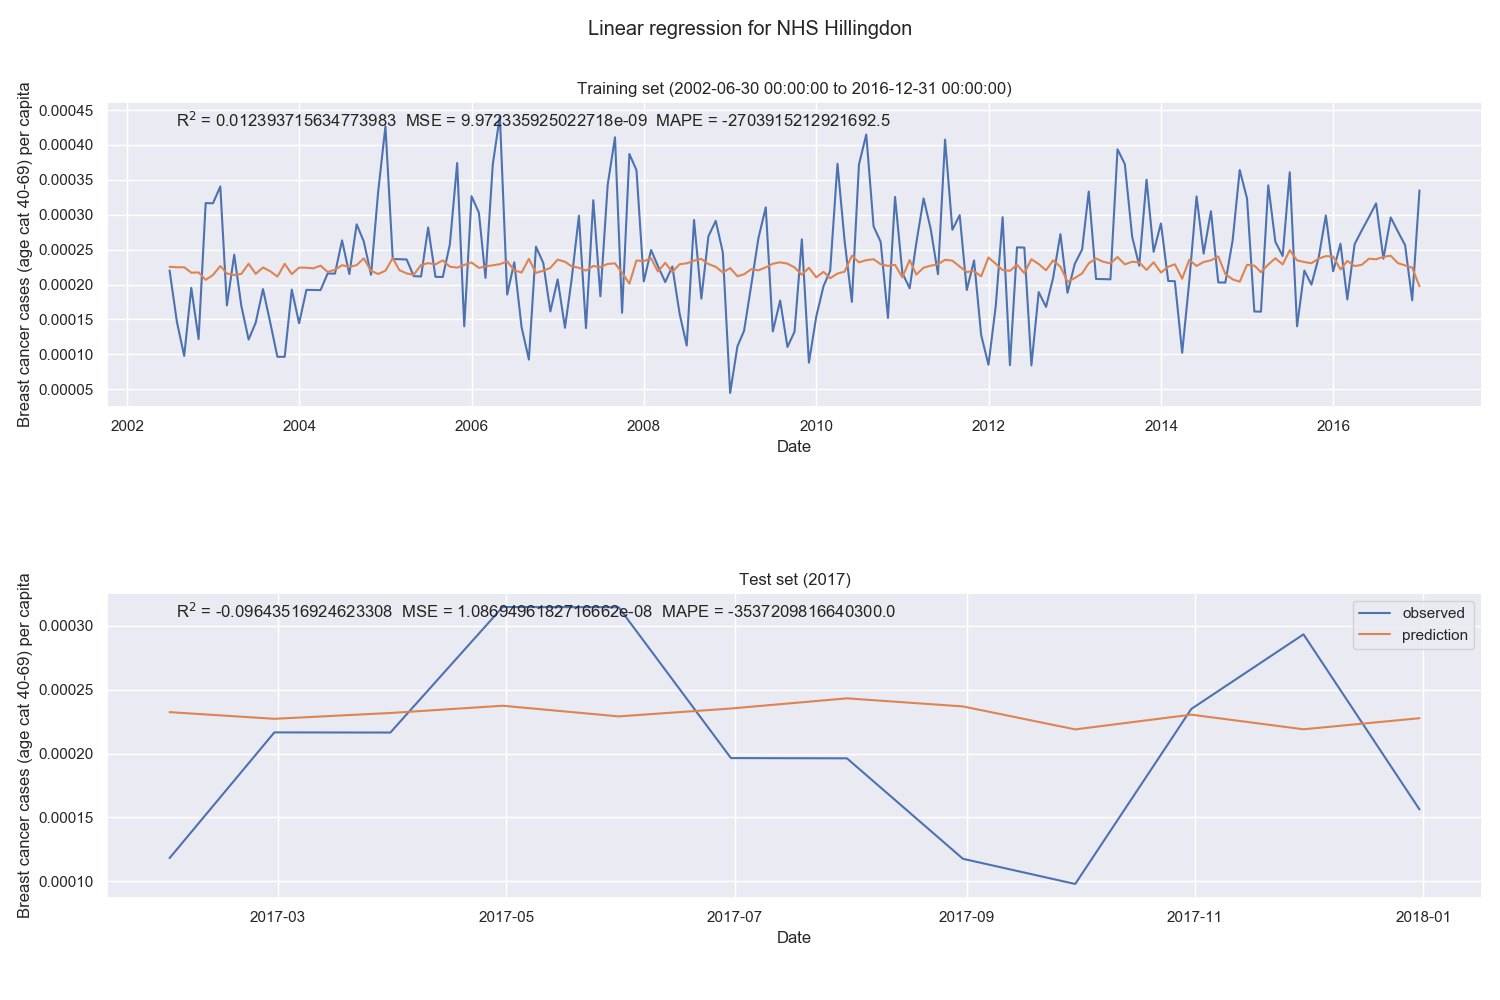 Linear regression for NHS Hillingdon
Training set (2002-06-30 00:00:00 to 2016-12-31 00:00:00)
R² = 0.012393715634773983 MSE = 9.972335925022718e-09 MAPE = -2703915212921692.5
Breast cancer cases (age cat 40-69) per capita
0.00045
0.00040
0.00035
0.00030
0.00025
0.00020
0.00015
0.00010
0.00005
2002 2004 2006 2008 2010 2012 2014 2016
Date
Test set (2017)
R² = -0.09643516924623308 MSE = 1.0869496182716662e-08 MAPE = -3537209816640300.0
observed
prediction
Breast cancer cases (age cat 40-69) per capita
0.00030
0.00025
0.00020
0.00015
0.00010
2017-03 2017-05 2017-07 2017-09 2017-11 2018-01
Date